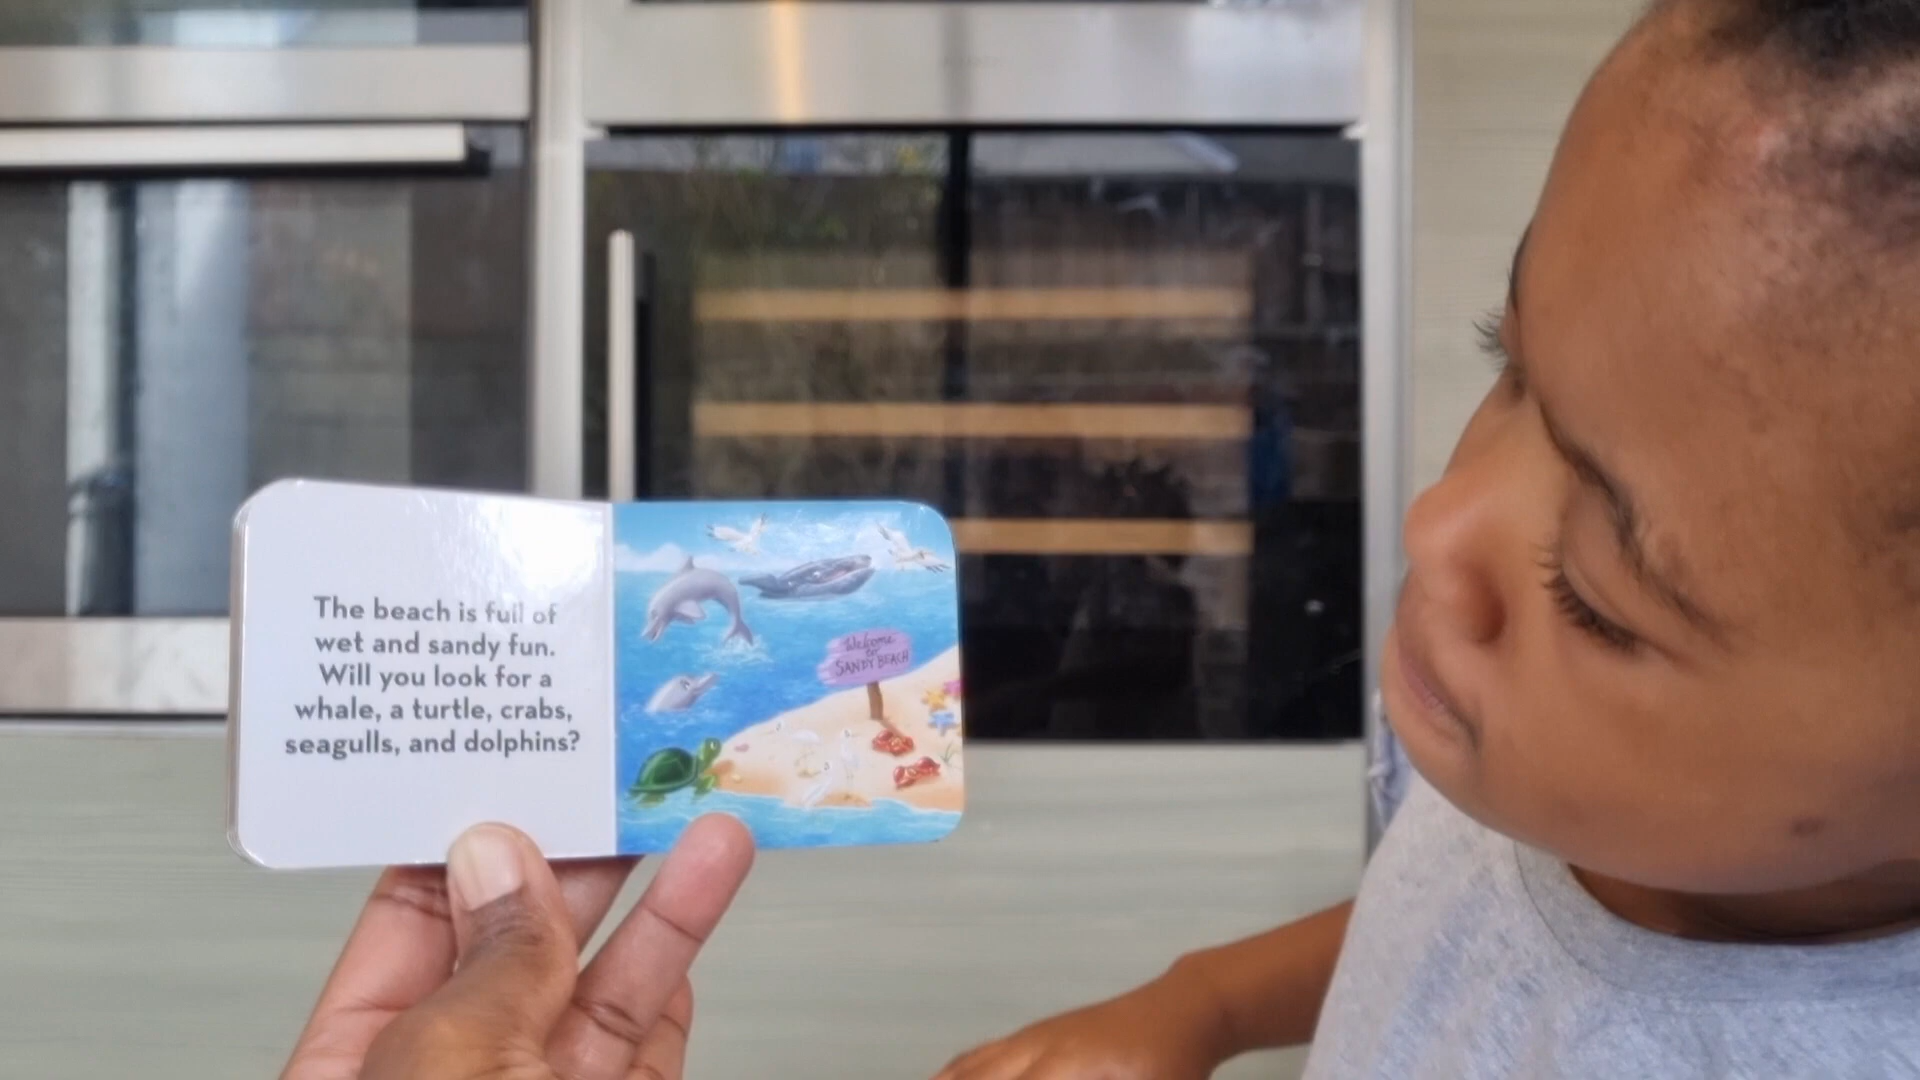 The beach is full of
wet and sandy fun.
Will you look for a
whale, a turtle, crabs,
seagulls, and dolphins?
Welcome
to
SANDY BEACH